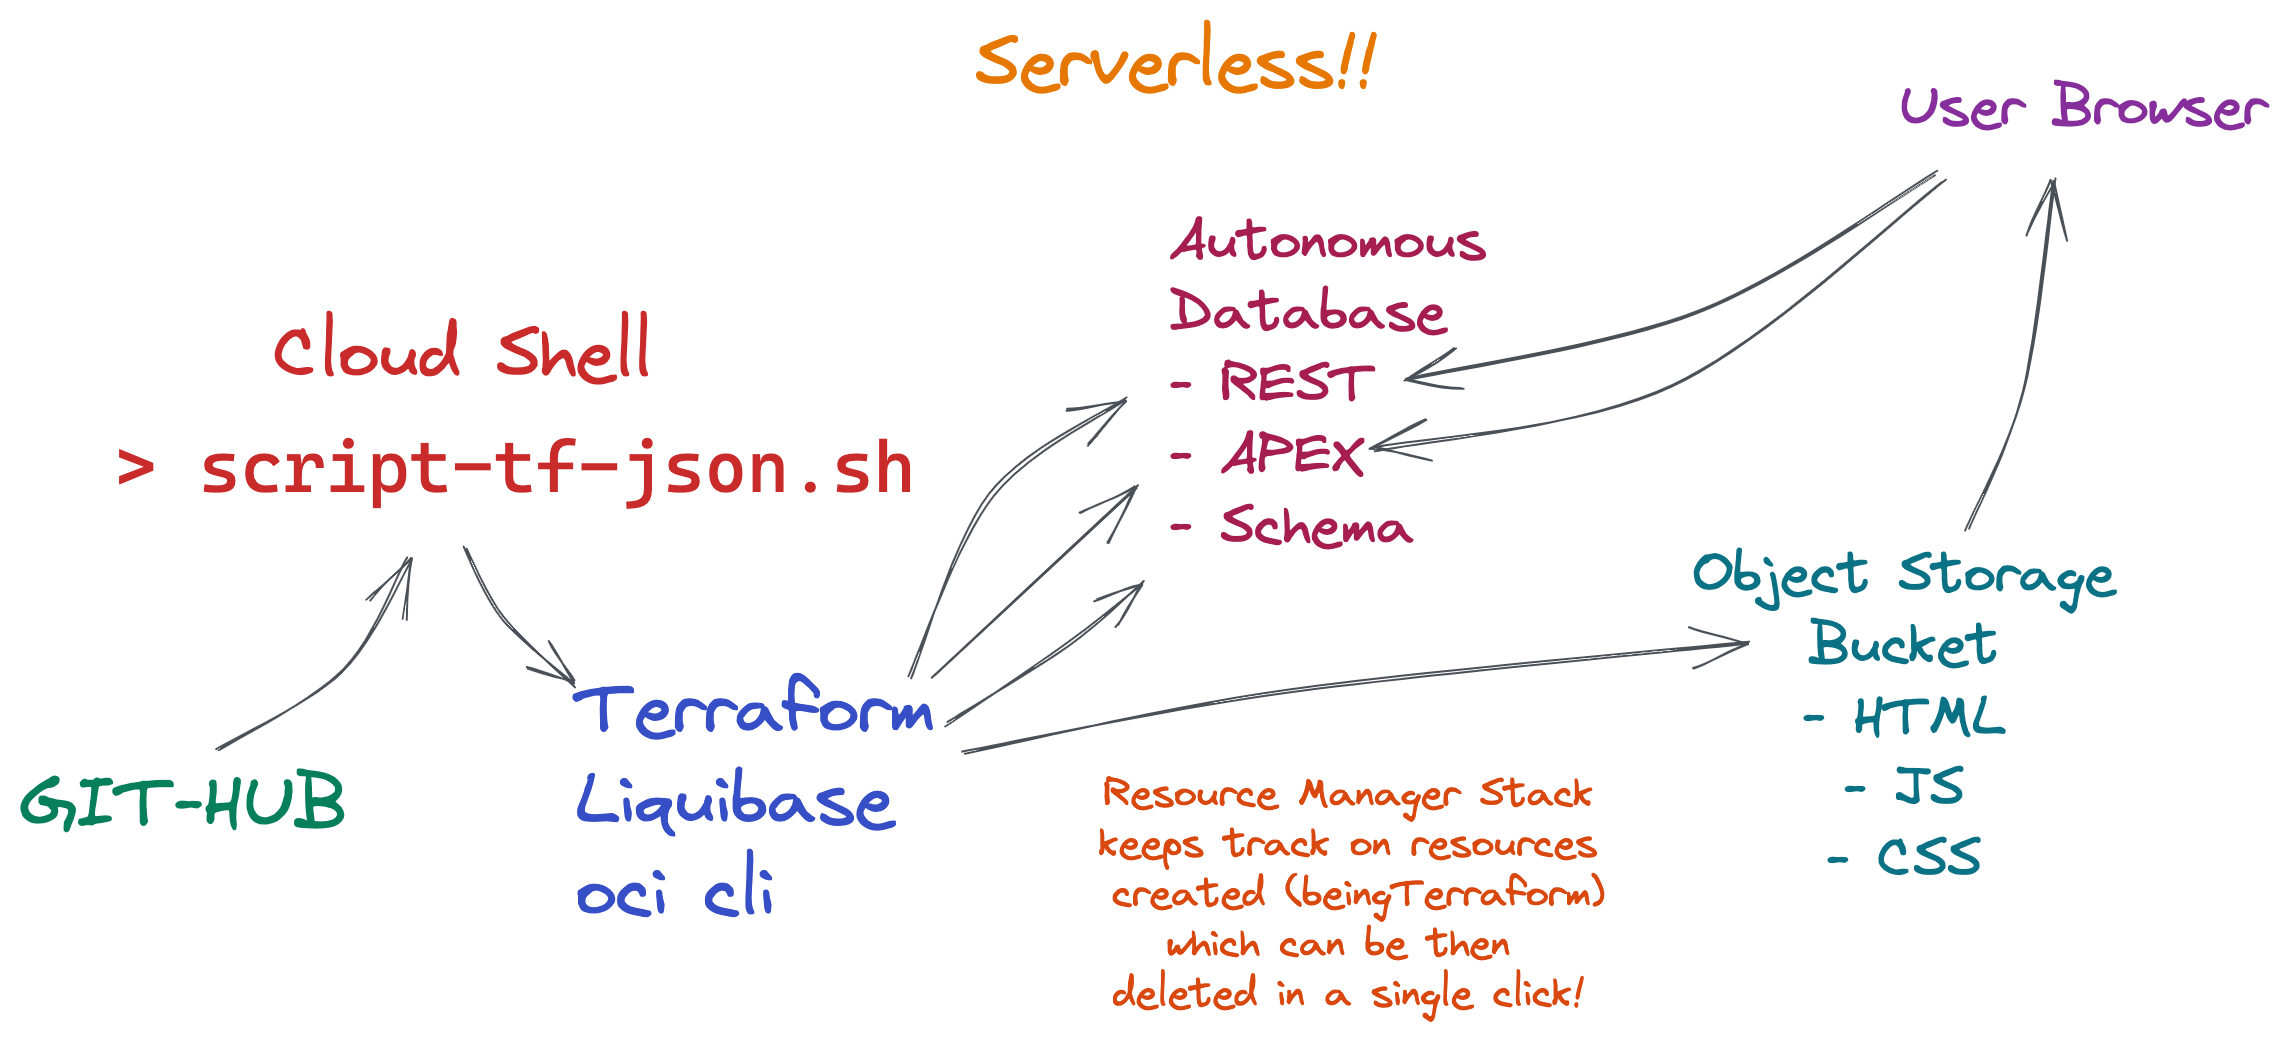 Serverless!!
User Browser
Autonomous
Database
- REST
- APEX
- Schema
Cloud Shell
> script-tf-json.sh
Object Storage
Bucket
- HTML
- JS
- CSS
GIT-HUB
Terraform
Liquibase
oci cli
Resource Manager Stack
keeps track on resources
created (beingTerraform)
which can be then
deleted in a single click!